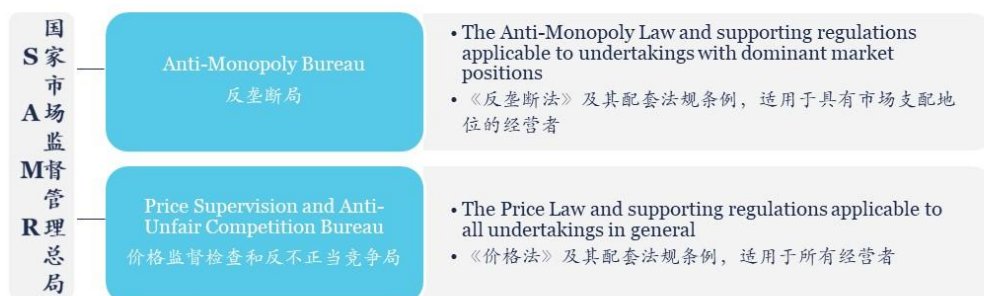 国家市场监督管理总局
SAMR
Anti-Monopoly Bureau
反垄断局
• The Anti-Monopoly Law and supporting regulations
applicable to undertakings with dominant market
positions
• 《反垄断法》及其配套法规条例，适用于具有市场支配地
位的经营者
Price Supervision and Anti-
Unfair Competition Bureau
价格监督检查和反不正当竞争局
• The Price Law and supporting regulations applicable to
all undertakings in general
• 《价格法》及其配套法规条例，适用于所有经营者